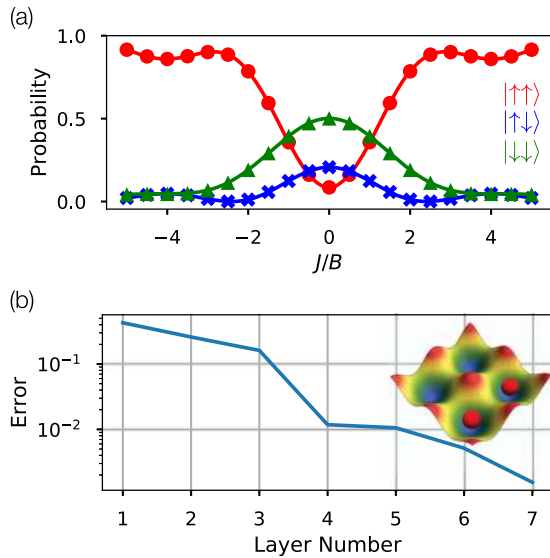 (a)
1.0
0.5
0.0
Probability
|↑↑⟩
|↑↓⟩
|↓↓⟩
−4 −2 0 2 4
J/B
(b)
10⁻¹
10⁻²
Error
1 2 3 4 5 6 7
Layer Number